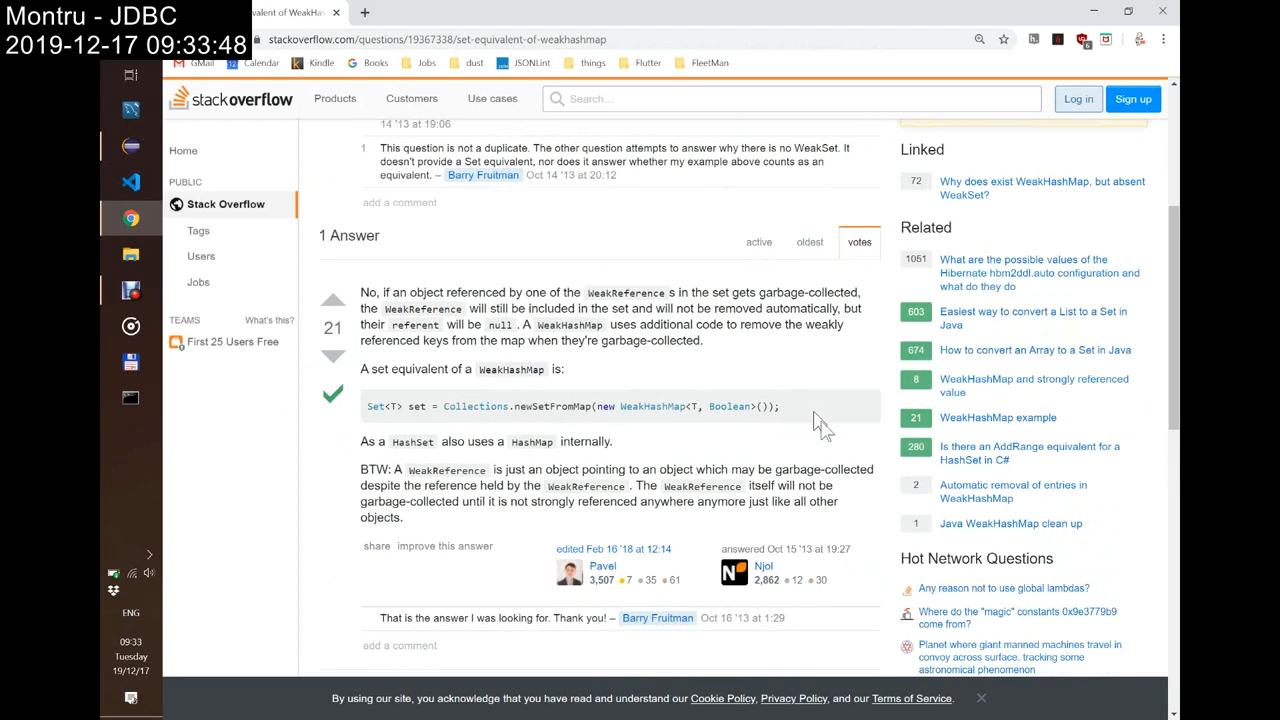 Montru - JDBC
2019-12-17 09:33:48
ivalent of WeakHas
stackoverflow.com/questions/19367338/set-equivalent-of-weakhashmap
GMail Calendar Kindle Books Jobs dust JSONLint things Flutter FleetMan
stackoverflow Products Customers Use cases Search... Log in Sign up
Home
PUBLIC
Stack Overflow
Tags
Users
Jobs
TEAMS What's this?
First 25 Users Free
14 '13 at 19:06
1 This question is not a duplicate. The other question attempts to answer why there is no WeakSet. It
doesn't provide a Set equivalent, nor does it answer whether my example above counts as an
equivalent. – Barry Fruitman Oct 14 '13 at 20:12
add a comment
1 Answer
active oldest votes
21
No, if an object referenced by one of the WeakReference s in the set gets garbage-collected,
the WeakReference will still be included in the set and will not be removed automatically, but
their referent will be null . A WeakHashMap uses additional code to remove the weakly
referenced keys from the map when they're garbage-collected.
A set equivalent of a WeakHashMap is:
Set<T> set = Collections.newSetFromMap(new WeakHashMap<T, Boolean>());
As a HashSet also uses a HashMap internally.
BTW: A WeakReference is just an object pointing to an object which may be garbage-collected
despite the reference held by the WeakReference . The WeakReference itself will not be
garbage-collected until it is not strongly referenced anywhere anymore just like all other
objects.
share improve this answer
edited Feb 16 '18 at 12:14
Pavel
3,507 7 35 61
answered Oct 15 '13 at 19:27
Njol
2,862 12 30
That is the answer I was looking for. Thank you! – Barry Fruitman Oct 16 '13 at 1:29
add a comment
Linked
72 Why does exist WeakHashMap, but absent
WeakSet?
Related
1051 What are the possible values of the
Hibernate hbm2ddl.auto configuration and
what do they do
603 Easiest way to convert a List to a Set in
Java
674 How to convert an Array to a Set in Java
8 WeakHashMap and strongly referenced
value
21 WeakHashMap example
280 Is there an AddRange equivalent for a
HashSet in C#
2 Automatic removal of entries in
WeakHashMap
1 Java WeakHashMap clean up
Hot Network Questions
Any reason not to use global lambdas?
Where do the "magic" constants 0x9e3779b9
come from?
Planet where giant manned machines travel in
convoy across surface, tracking some
astronomical phenomenon
By using our site, you acknowledge that you have read and understand our Cookie Policy, Privacy Policy, and our Terms of Service.
ENG
09:33
Tuesday
19/12/17